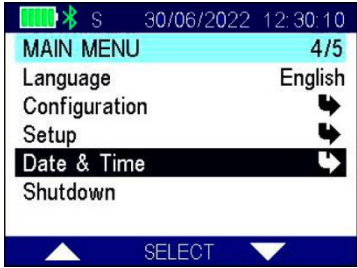 S 30/06/2022 12:30:10
MAIN MENU 4/5
Language English
Configuration
Setup
Date & Time
Shutdown
SELECT